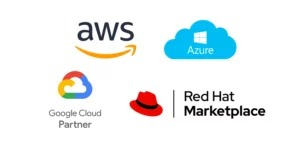 aws
Azure
Google Cloud
Partner
Red Hat
Marketplace